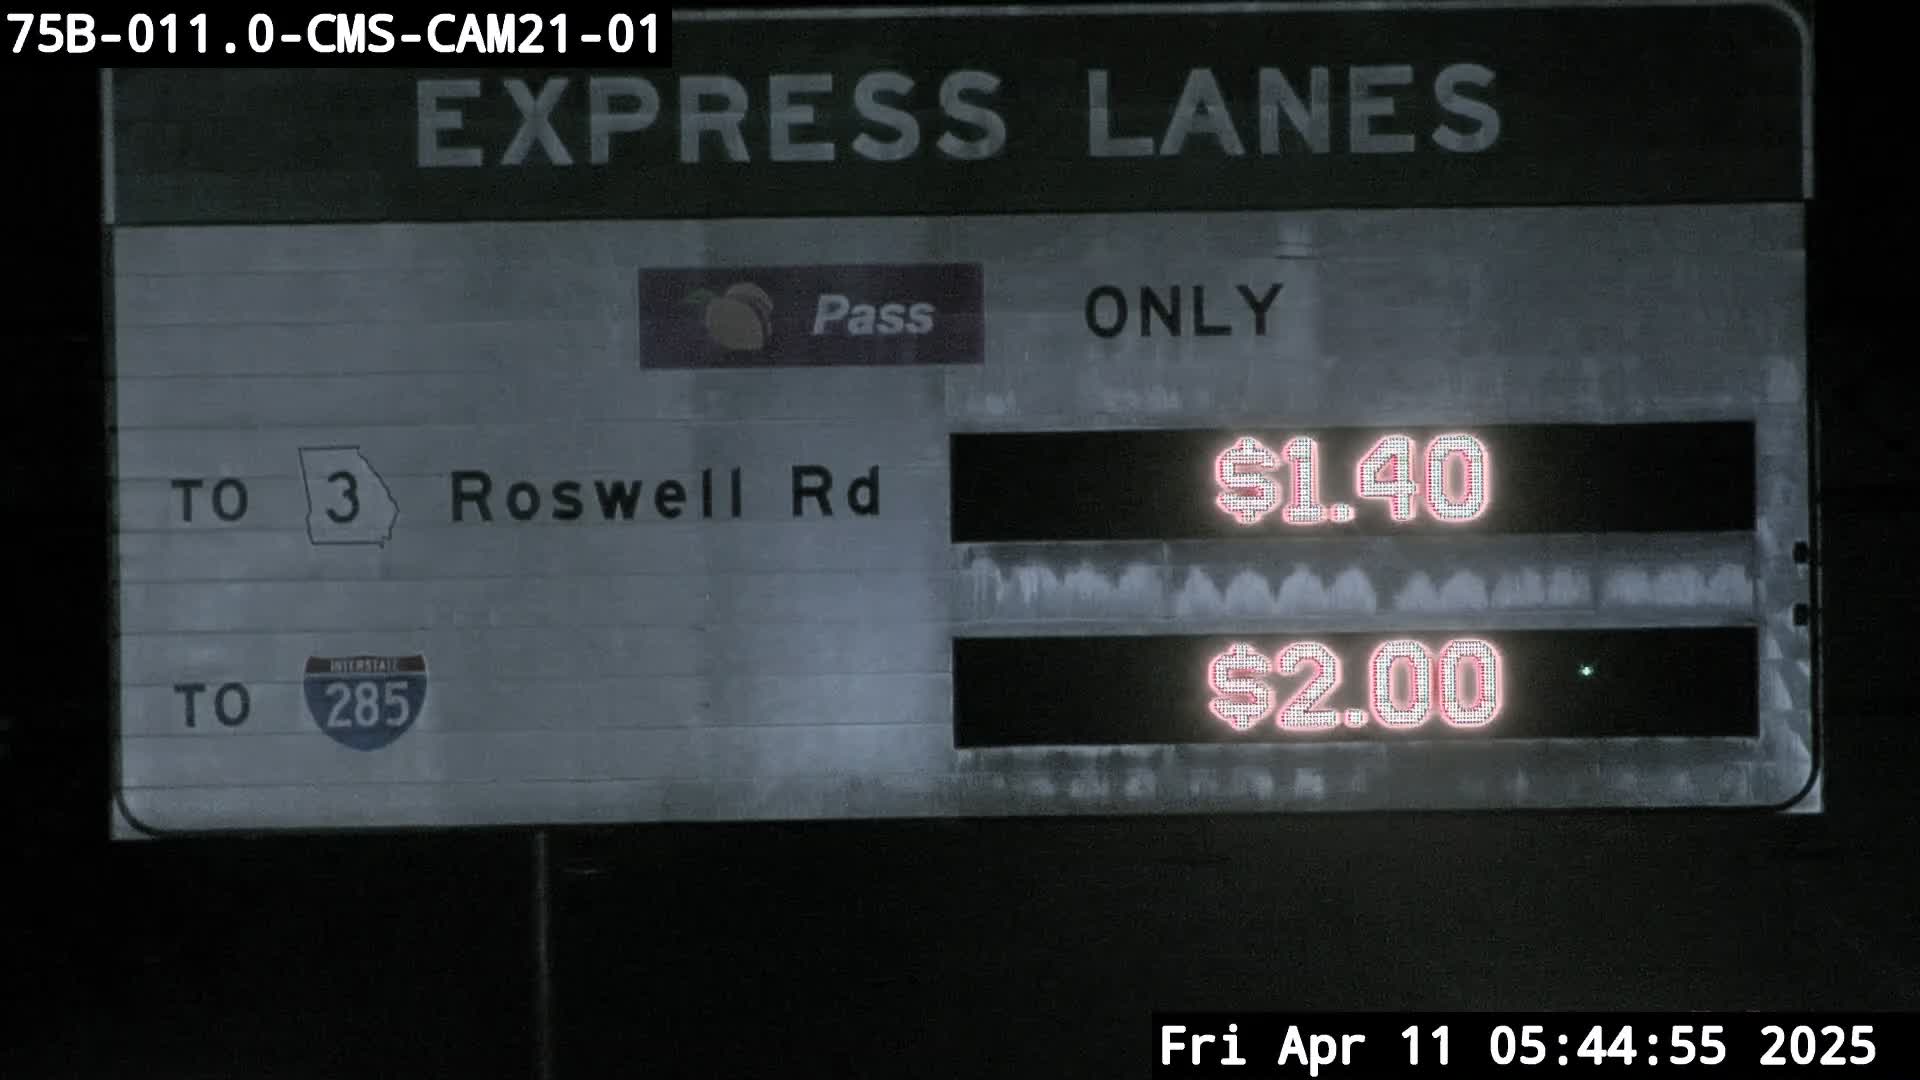 75B-011.0-CMS-CAM21-01
EXPRESS LANES
Pass ONLY
TO 3 Roswell Rd $1.40
INTERSTATE
TO 285 $2.00
Fri Apr 11 05:44:55 2025